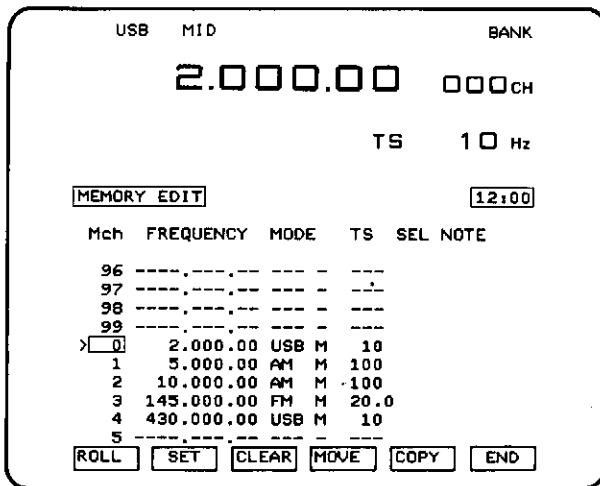 USB MID BANK
2.000.00 000CH
TS 10 Hz
MEMORY EDIT 12:00
Mch FREQUENCY MODE TS SEL NOTE
96 ----.---.-- --- - ---
97 ----.---.-- --- - ---
98 ----.---.-- --- - ---
99 ----.---.-- --- - ---
> 0 2.000.00 USB M 10
1 5.000.00 AM M 100
2 10.000.00 AM M 100
3 145.000.00 FM M 20.0
4 430.000.00 USB M 10
5 ----.---.-- --- - ---
ROLL SET CLEAR MOVE COPY END